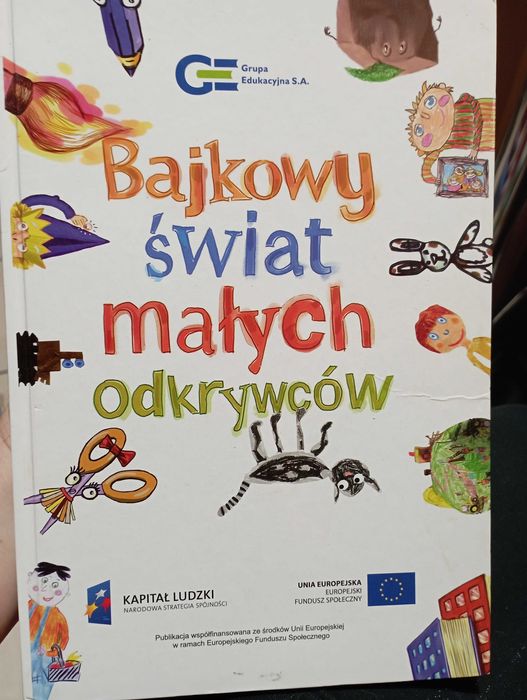 Grupa
Edukacyjna S.A.
Bajkowy
świat
małych
odkrywców
KAPITAŁ LUDZKI
NARODOWA STRATEGIA SPÓJNOŚCI
UNIA EUROPEJSKA
EUROPEJSKI
FUNDUSZ SPOŁECZNY
Publikacja współfinansowana ze środków Unii Europejskiej
w ramach Europejskiego Funduszu Społecznego